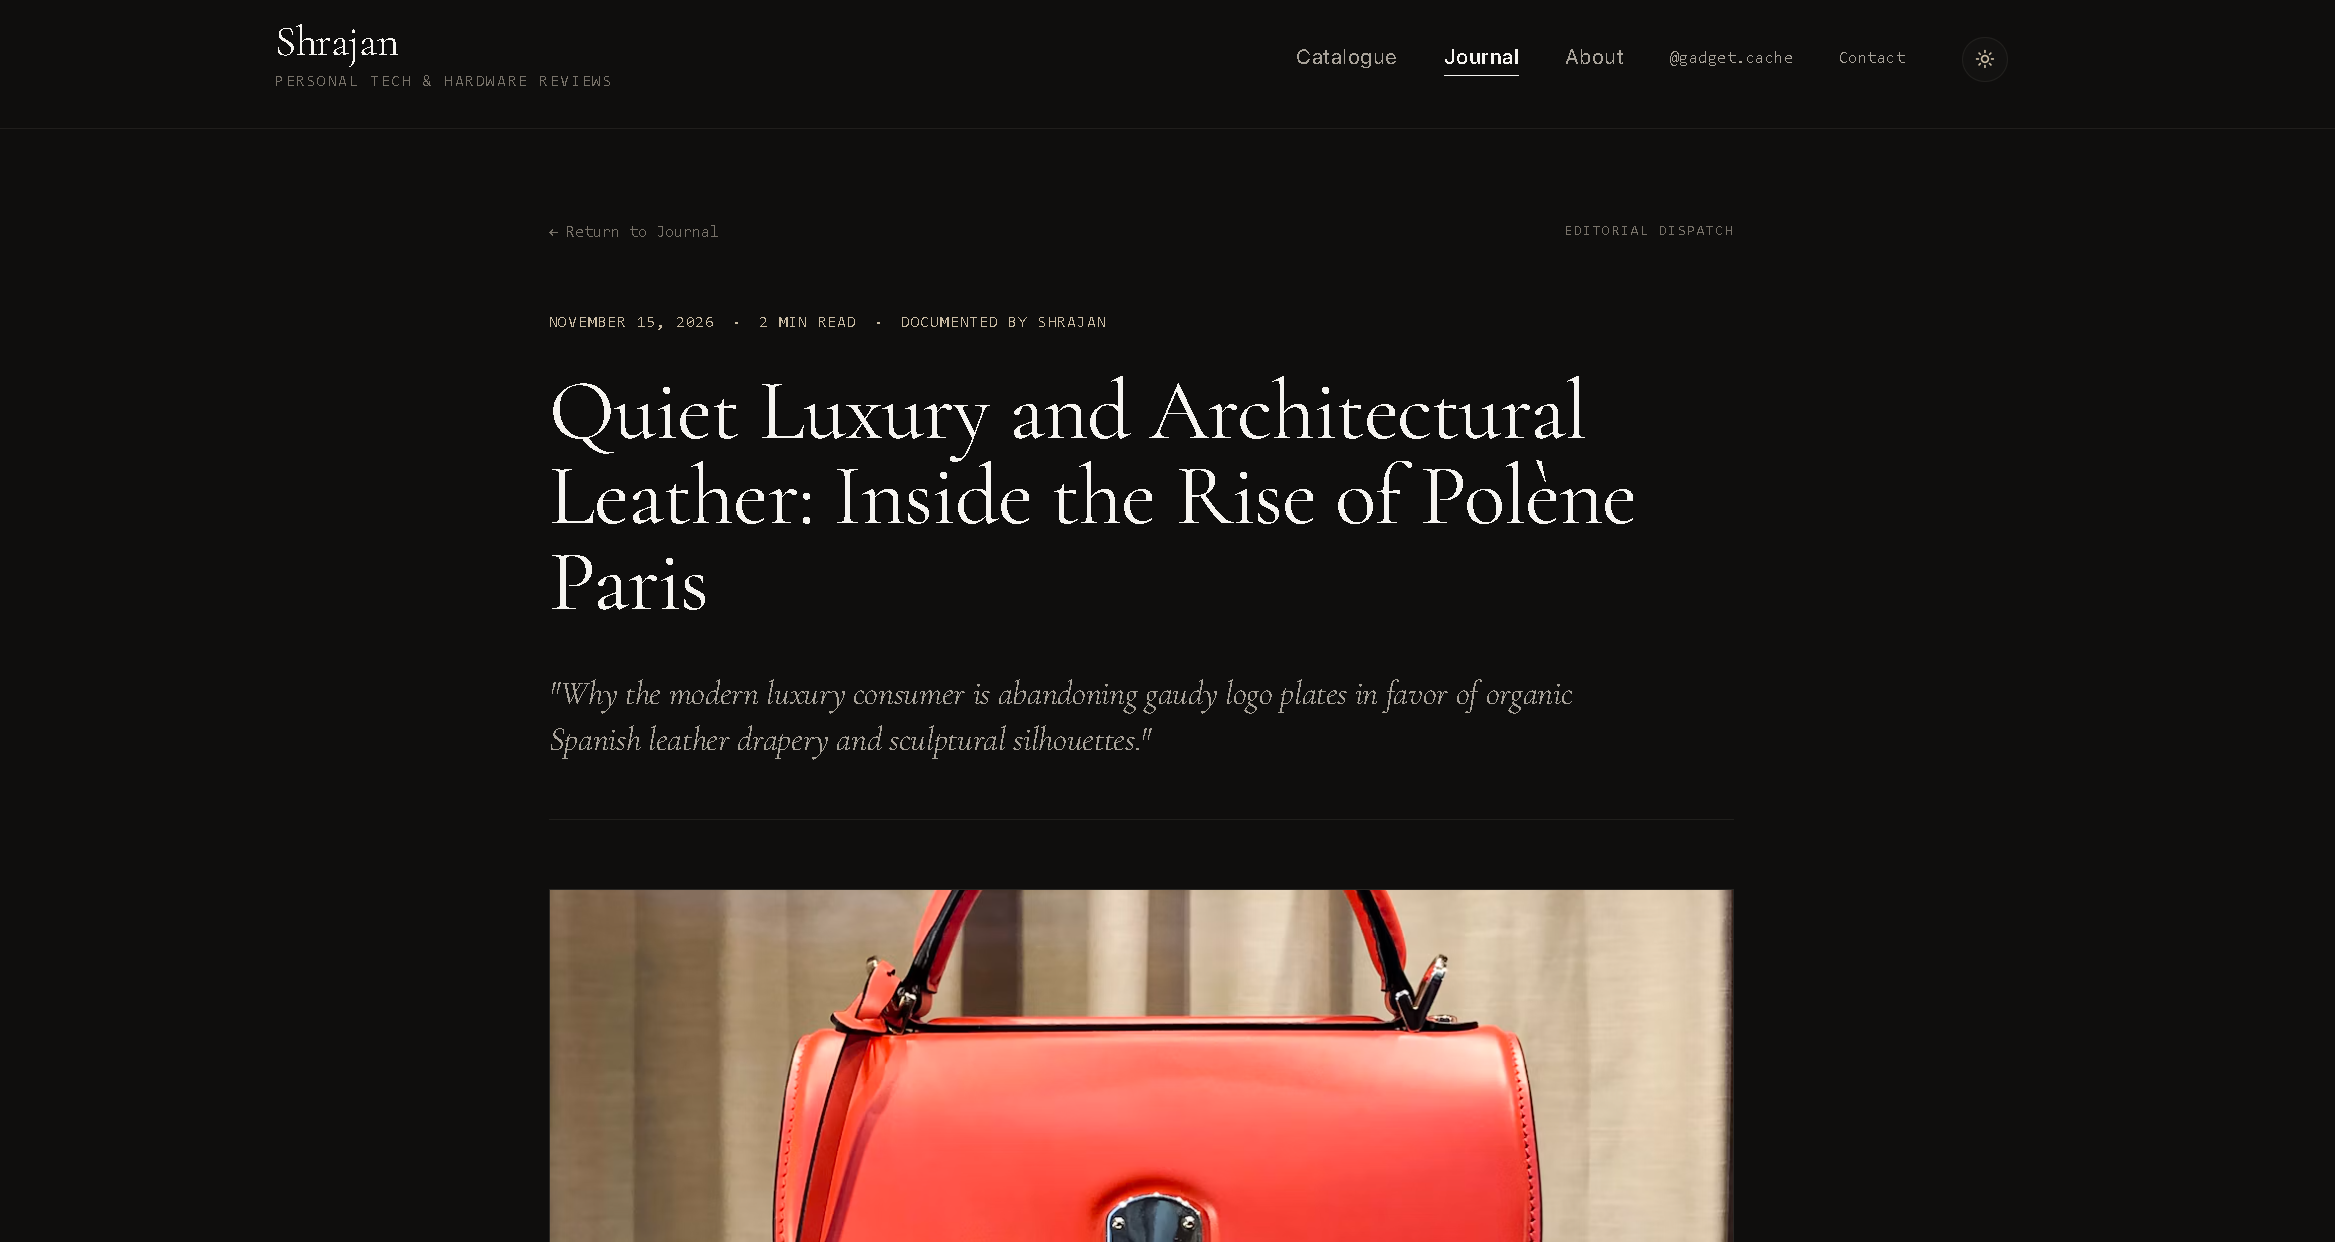 Shrajan
PERSONAL TECH & HARDWARE REVIEWS
Catalogue
Journal
About
@gadget.cache
Contact
← Return to Journal
EDITORIAL DISPATCH
NOVEMBER 15, 2026 · 2 MIN READ · DOCUMENTED BY SHRAJAN
Quiet Luxury and Architectural
Leather: Inside the Rise of Polène
Paris
"Why the modern luxury consumer is abandoning gaudy logo plates in favor of organic
Spanish leather drapery and sculptural silhouettes."